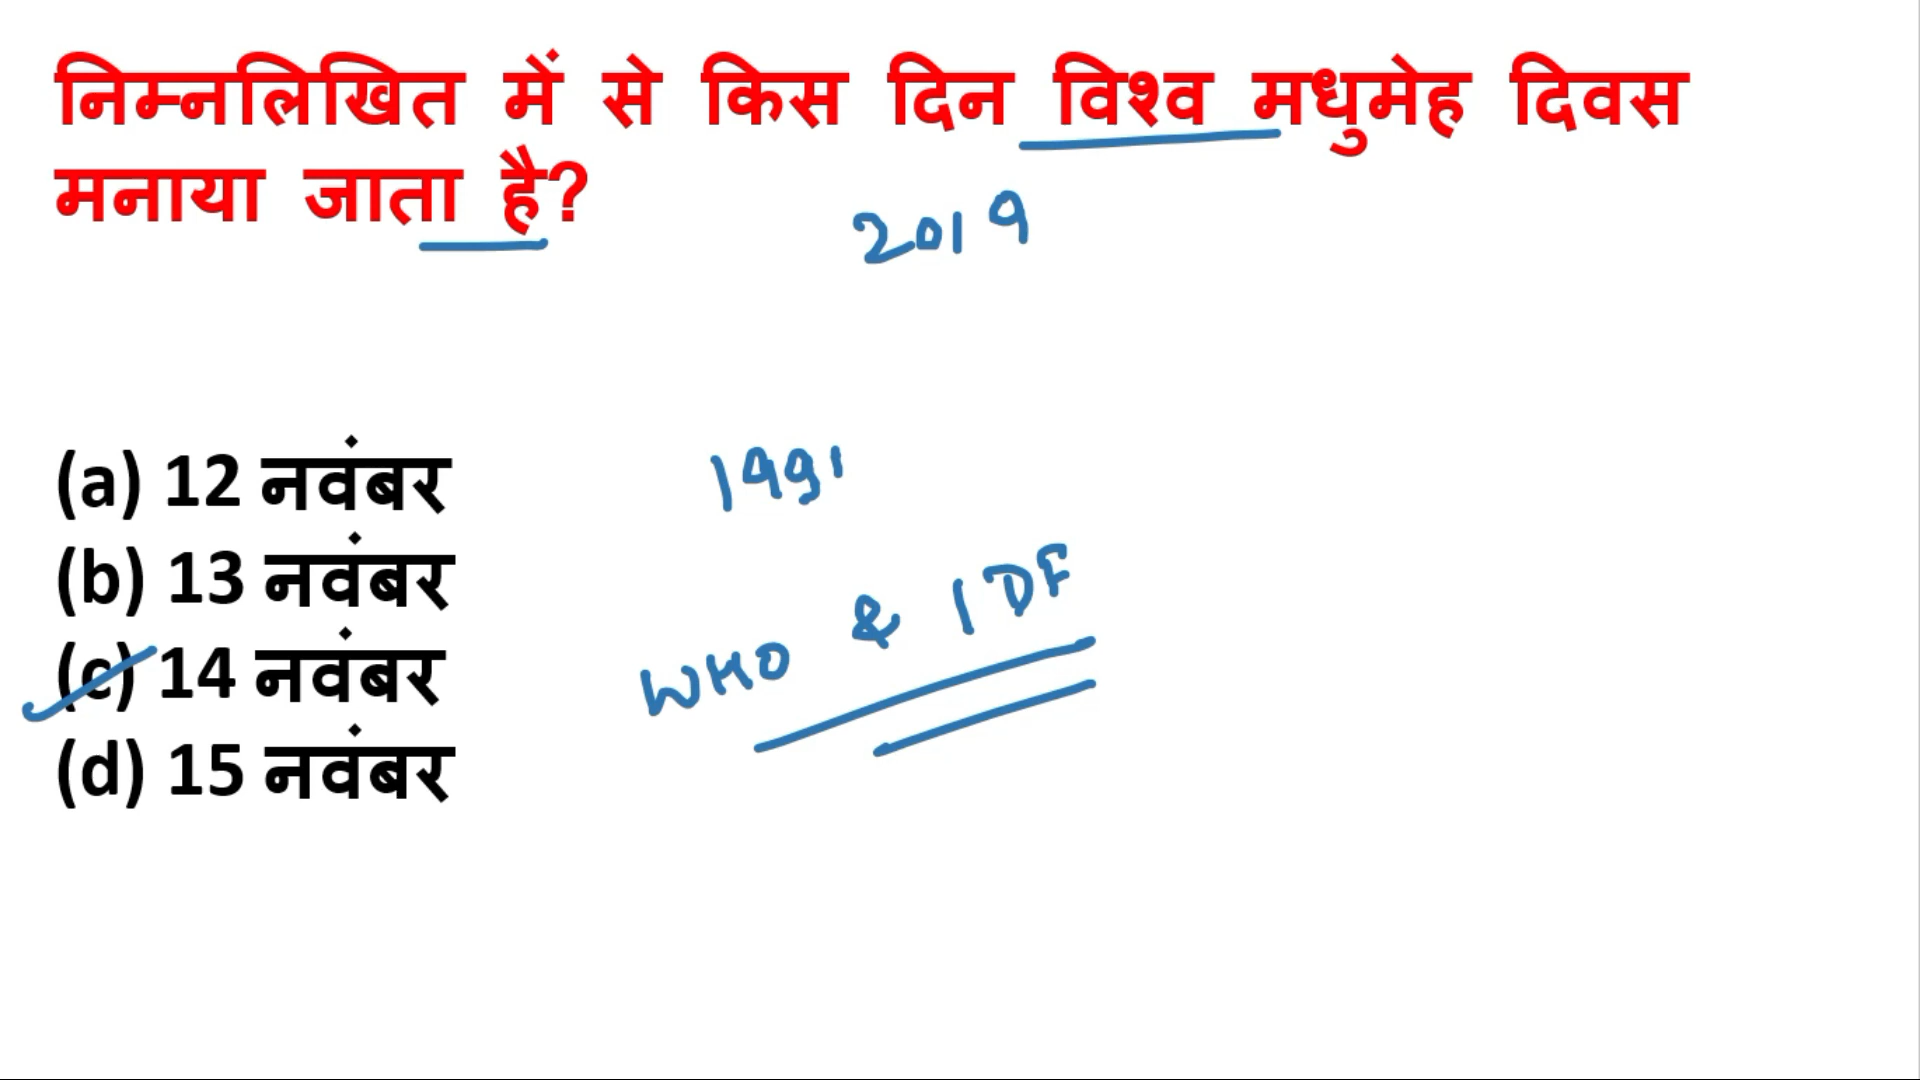 निम्नलिखित में से किस दिन विश्व मधुमेह दिवस
मनाया जाता है?
2019
(a) 12 नवंबर
1991
(b) 13 नवंबर
WHO & IDF
(c) 14 नवंबर
(d) 15 नवंबर